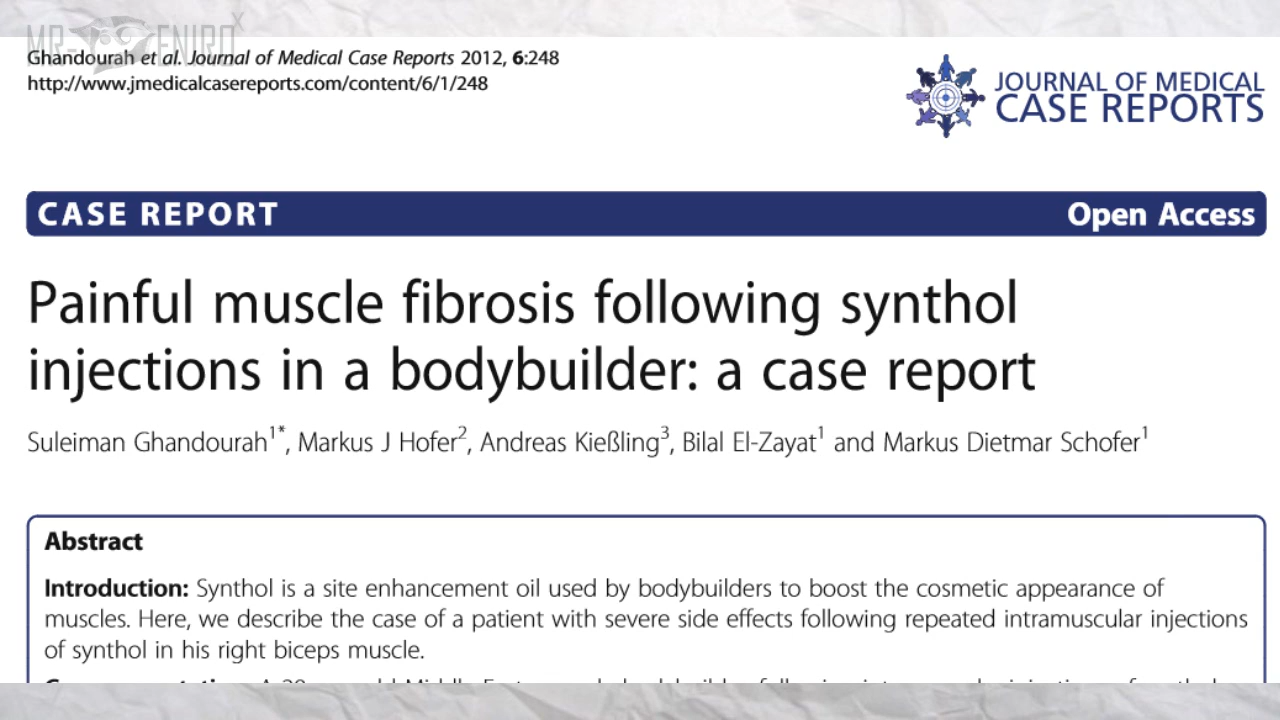 MR-ENIROX
Ghandourah et al. Journal of Medical Case Reports 2012, 6:248
http://www.jmedicalcasereports.com/content/6/1/248
JOURNAL OF MEDICAL
CASE REPORTS
CASE REPORT Open Access
Painful muscle fibrosis following synthol
injections in a bodybuilder: a case report
Suleiman Ghandourah1*, Markus J Hofer2, Andreas Kießling3, Bilal El-Zayat1 and Markus Dietmar Schofer1
Abstract
Introduction: Synthol is a site enhancement oil used by bodybuilders to boost the cosmetic appearance of
muscles. Here, we describe the case of a patient with severe side effects following repeated intramuscular injections
of synthol in his right biceps muscle.